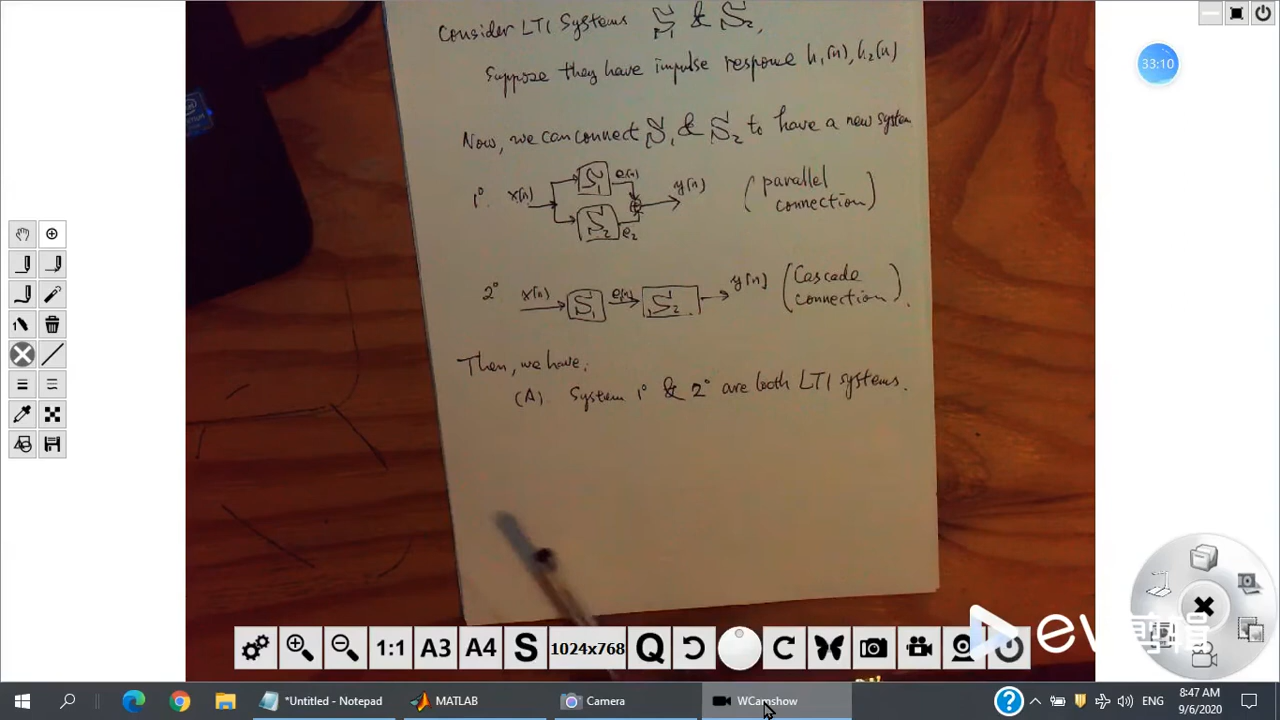 Consider LTI Systems S1 & S2,
Suppose they have impulse response h1[n], h2[n]
Now, we can connect S1 & S2 to have a new system
1°. x[n] S1 e[n] y[n] (parallel connection)
S2 e2
2° x[n] S1 e[n] S2 y[n] (Cascade connection).
Then, we have.
(A). System 1° & 2° are both LTI systems.
33:10
1:1 A3 A4 S 1024x768 Q
*Untitled - Notepad MATLAB Camera WCamshow ENG 8:47 AM
9/6/2020